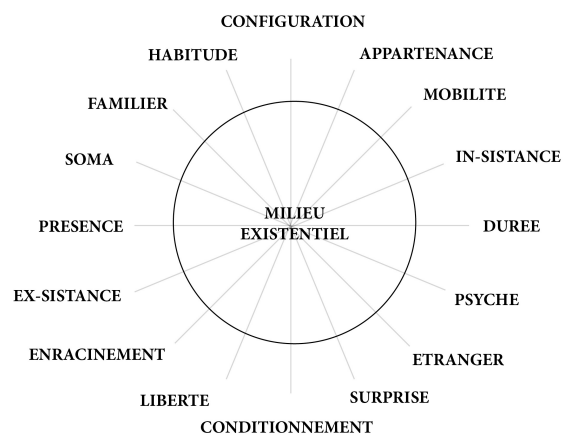 CONFIGURATION
HABITUDE
APPARTENANCE
FAMILIER
MOBILITE
SOMA
IN-SISTANCE
MILIEU
EXISTENTIEL
PRESENCE
DUREE
EX-SISTANCE
PSYCHE
ENRACINEMENT
ETRANGER
LIBERTE
SURPRISE
CONDITIONNEMENT